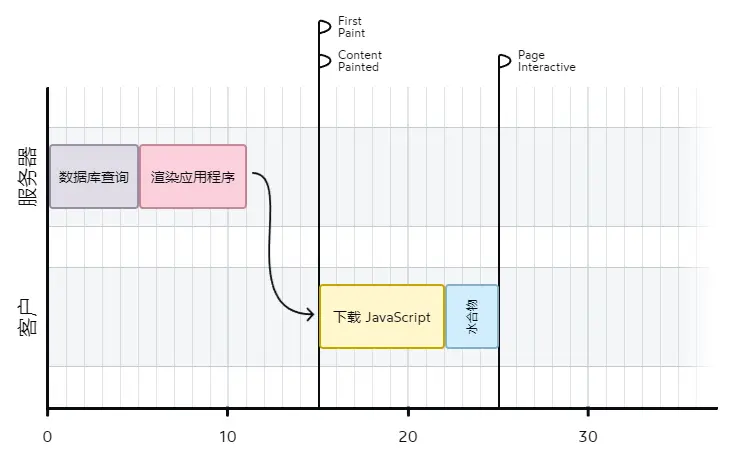 First
Paint
Content
Painted
Page
Interactive
服务器
数据库查询
渲染应用程序
客户
下载 JavaScript
水合物
0
10
20
30